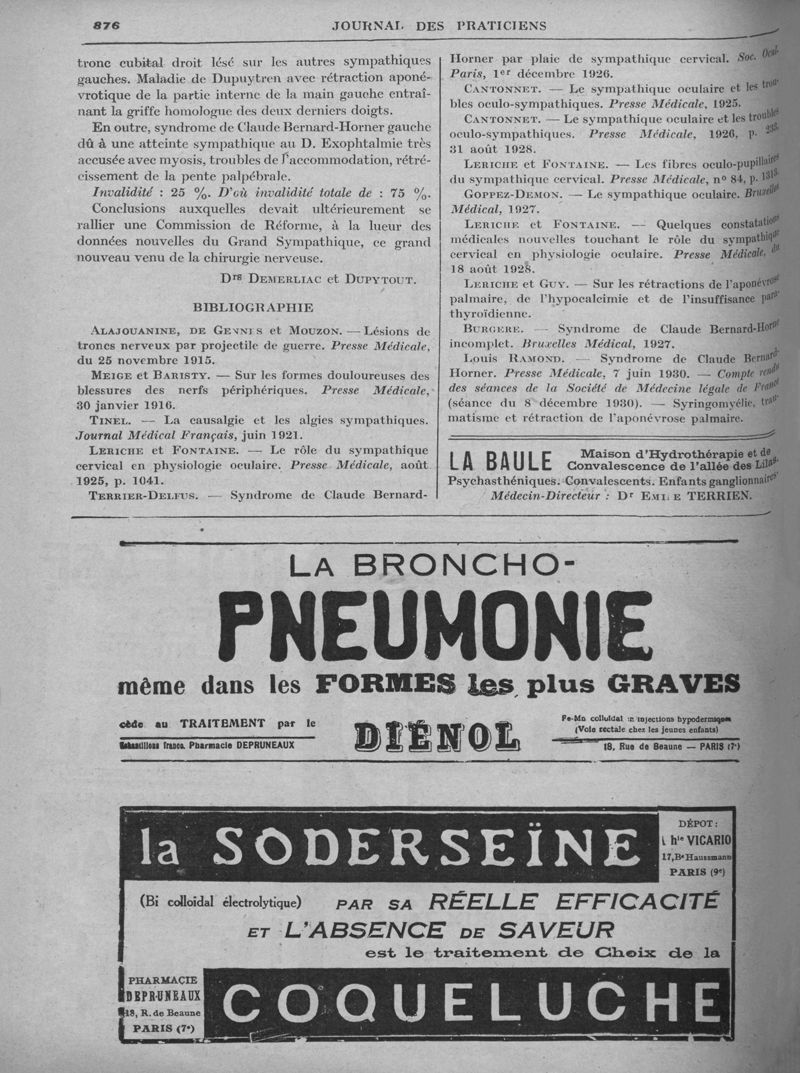 876
JOURNAL DES PRATICIENS
tronc cubital droit lésé sur les autres sympathiques
gauches. Maladie de Dupuytren avec rétraction aponé-
vrotique de la partie interne de la main gauche entraî-
nant la griffe homologue des deux derniers doigts.
En outre, syndrome de Claude Bernard-Horner gauche
dû à une atteinte sympathique au D. Exophtalmie très
accusée avec myosis, troubles de l'accommodation, rétré-
cissement de la pente palpébrale.
Invalidité : 25 %. D'où invalidité totale de : 75 %.
Conclusions auxquelles devait ultérieurement se
rallier une Commission de Réforme, à la lueur des
données nouvelles du Grand Sympathique, ce grand
nouveau venu de la chirurgie nerveuse.
Drs DEMERLIAC et DUPYTOUT.
BIBLIOGRAPHIE
ALAJOUANINE, DE GENNES et MOUZON. — Lésions de
troncs nerveux par projectile de guerre. Presse Médicale,
du 25 novembre 1915.
MEIGE et BARISTY. — Sur les formes douloureuses des
blessures des nerfs périphériques. Presse Médicale,
30 janvier 1916.
TINEL. — La causalgie et les algies sympathiques.
Journal Médical Français, juin 1921.
LERICHE et FONTAINE. — Le rôle du sympathique
cervical en physiologie oculaire. Presse Médicale, août
1925, p. 1041.
TERRIER-DELFUS. — Syndrome de Claude Bernard-
Horner par plaie de sympathique cervical. Soc. Ocul.
Paris, 1er décembre 1926.
CANTONNET. — Le sympathique oculaire et les trou-
bles oculo-sympathiques. Presse Médicale, 1925.
CANTONNET. — Le sympathique oculaire et les troubles
oculo-sympathiques. Presse Médicale, 1926, p.
31 août 1928.
LERICHE et FONTAINE. — Les fibres oculo-pupillaires
du sympathique cervical. Presse Médicale, n° 84, p. 1313.
GOPPEZ-DEMON. — Le sympathique oculaire. Bruxelles
Médical, 1927.
LERICHE et FONTAINE. — Quelques constatations
médicales nouvelles touchant le rôle du sympathique
cervical en physiologie oculaire. Presse Médicale, du
18 août 1928.
LERICHE et GUY. — Sur les rétractions de l'aponévrose
palmaire, de l'hypocalcimie et de l'insuffisance para-
thyroïdienne.
BURGERE. — Syndrome de Claude Bernard-Horner
incomplet. Bruxelles Médical, 1927.
Louis RAMOND. — Syndrome de Claude Bernard-
Horner. Presse Médicale, 7 juin 1930. — Compte rendu
des séances de la Société de Médecine légale de France
(séance du 8 décembre 1930). — Syringomyélie, trau-
matisme et rétraction de l'aponévrose palmaire.
LA BAULE
Maison d'Hydrothérapie et de
Convalescence de l'allée des Lilas.
Psychasthéniques. Convalescents. Enfants ganglionnaires
Médecin-Directeur : Dr EMILE TERRIEN.
LA BRONCHO-
PNEUMONIE
même dans les FORMES les plus GRAVES
cède au TRAITEMENT par le
Echantillons franco. Pharmacie DEPRUNEAUX
DIÉNOL
Fe-Mn colloïdal en injections hypodermiques
(Voie rectale chez les jeunes enfants)
18, Rue de Beaune — PARIS (7e)
la SODERSEÏNE
DÉPOT :
Phie VICARIO
17, Bd Haussmann
PARIS (9e)
(Bi colloïdal électrolytique) PAR SA RÉELLE EFFICACITÉ
ET L'ABSENCE DE SAVEUR
est le traitement de Choix de la
PHARMACIE
DEPRUNEAUX
18, R. de Beaune
PARIS (7e)
COQUELUCHE